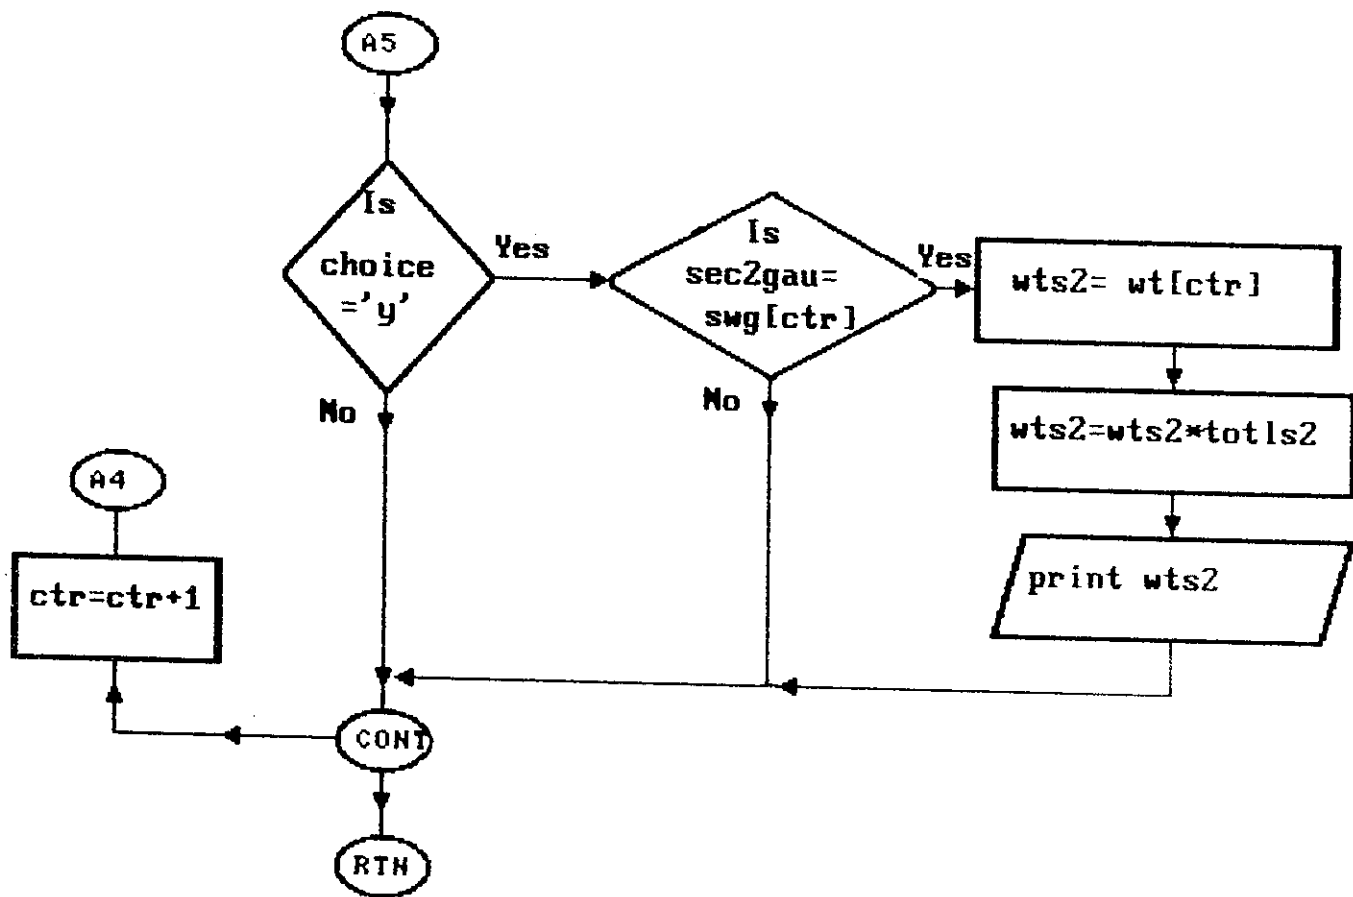 A5
Is
choice
='y'
Yes
No
Is
sec2gau=
swg[ctr]
Yes
No
wts2= wt[ctr]
wts2=wts2*totls2
print wts2
A4
ctr=ctr+1
CONT
RTN